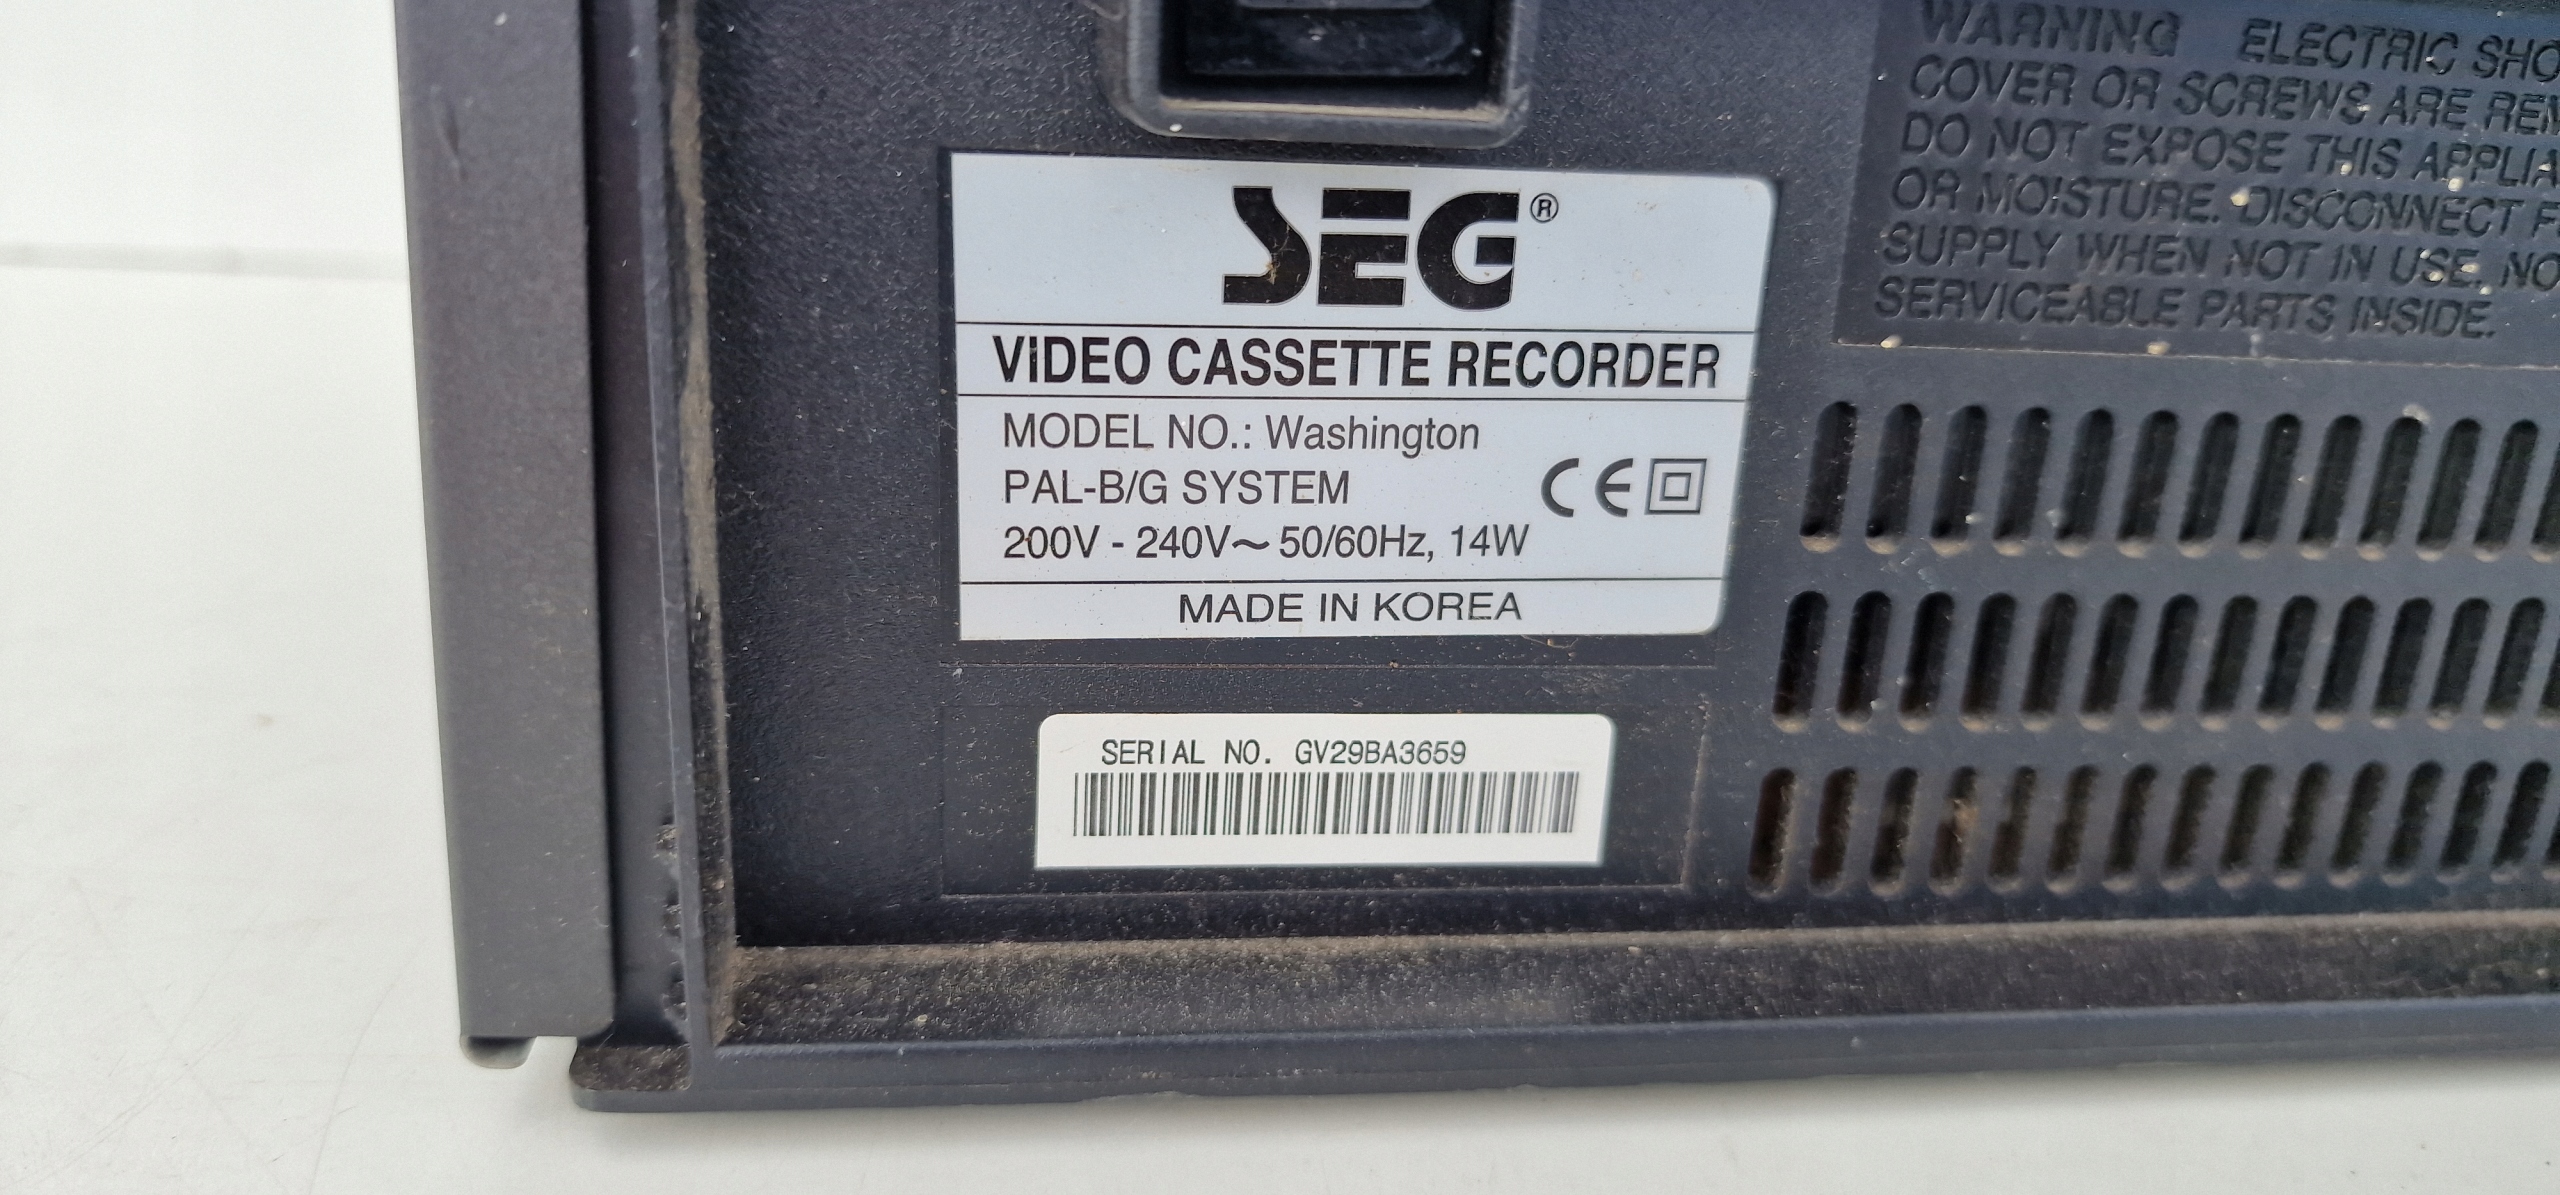 SEG®
VIDEO CASSETTE RECORDER
MODEL NO.: Washington
PAL-B/G SYSTEM
CE
200V - 240V~ 50/60Hz, 14W
MADE IN KOREA
SERIAL NO. GV29BA3659
WARNING ELECTRIC SHO
COVER OR SCREWS ARE REM
DO NOT EXPOSE THIS APPLIA
OR MOISTURE. DISCONNECT F
SUPPLY WHEN NOT IN USE. NO
SERVICEABLE PARTS INSIDE.